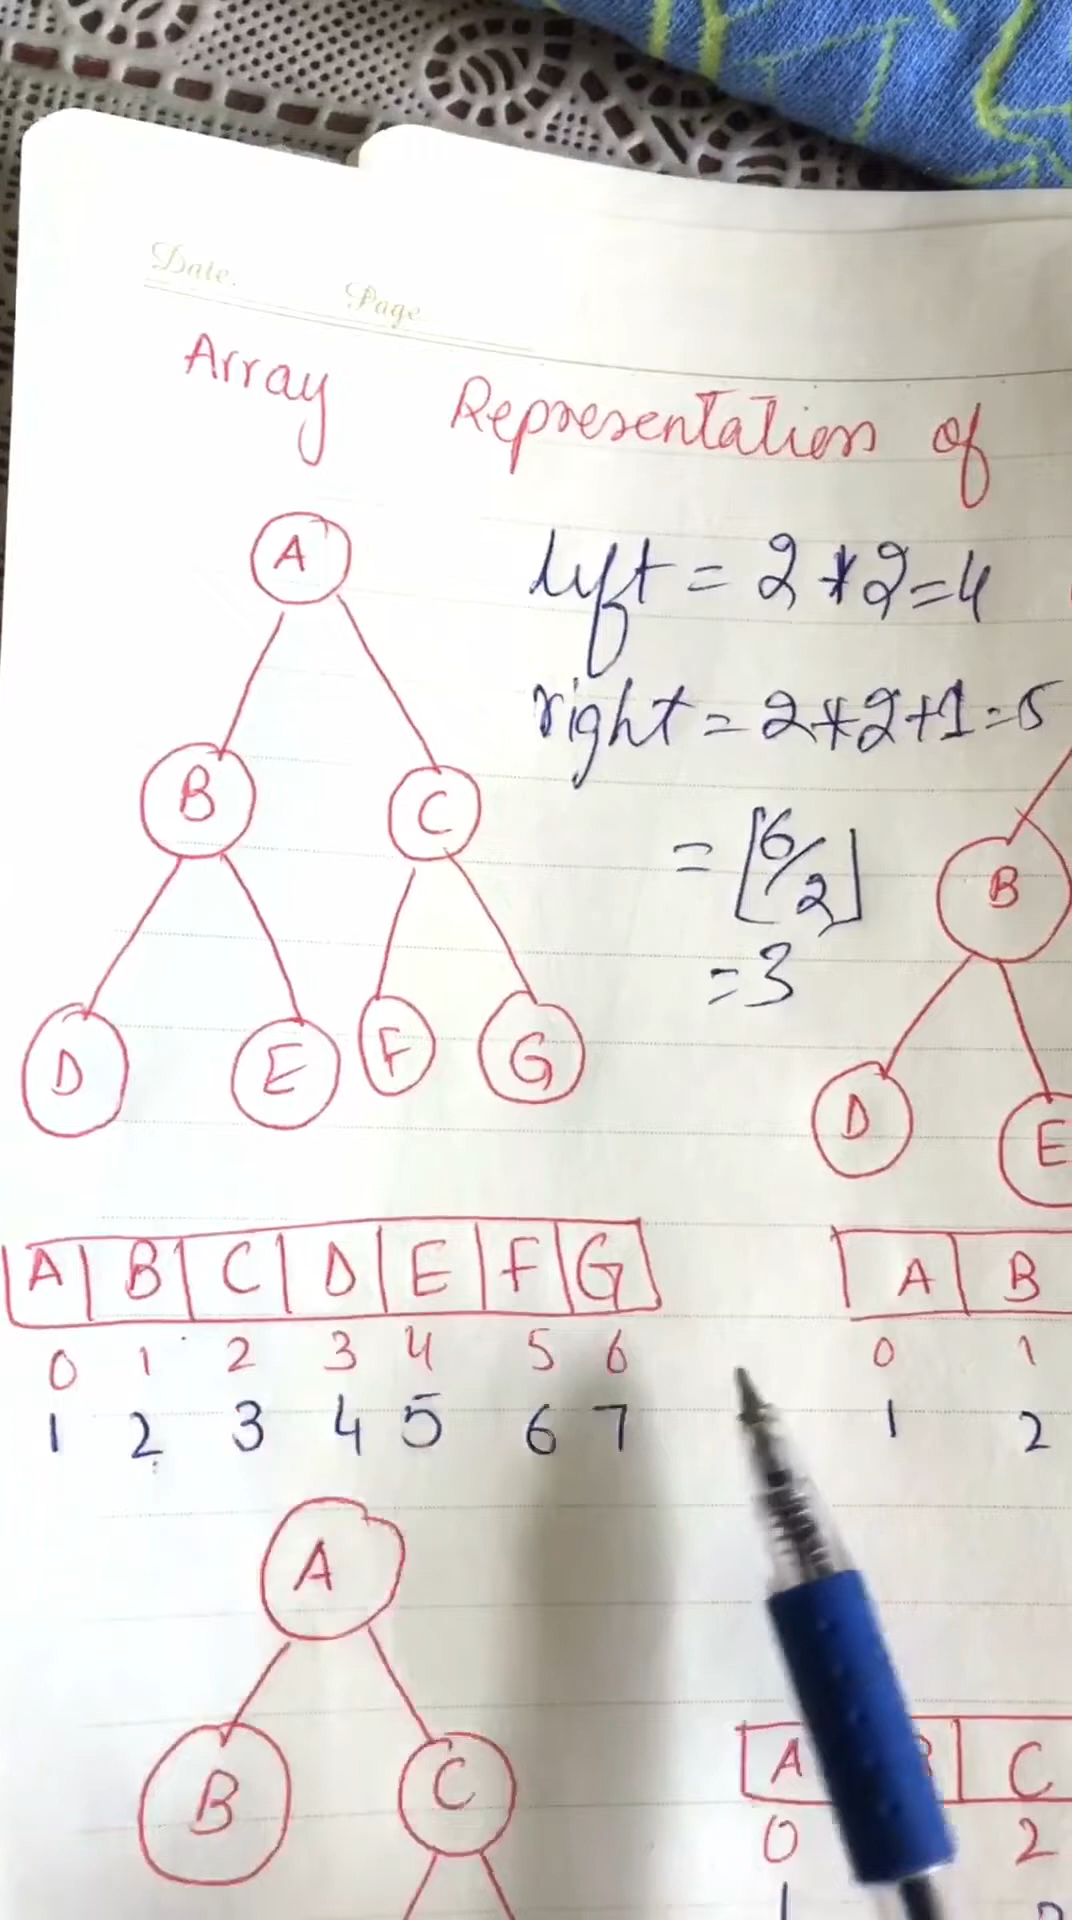 Date.
Page
Array Representation of
A
left = 2*2=4
right = 2*2+1=5
B C
= ⌊6/2⌋
B
= 3
D E F G
D E
A B C D E F G
A B
0 1 2 3 4 5 6
0 1
1 2 3 4 5 6 7
1 2
A
B C
A C
0 2